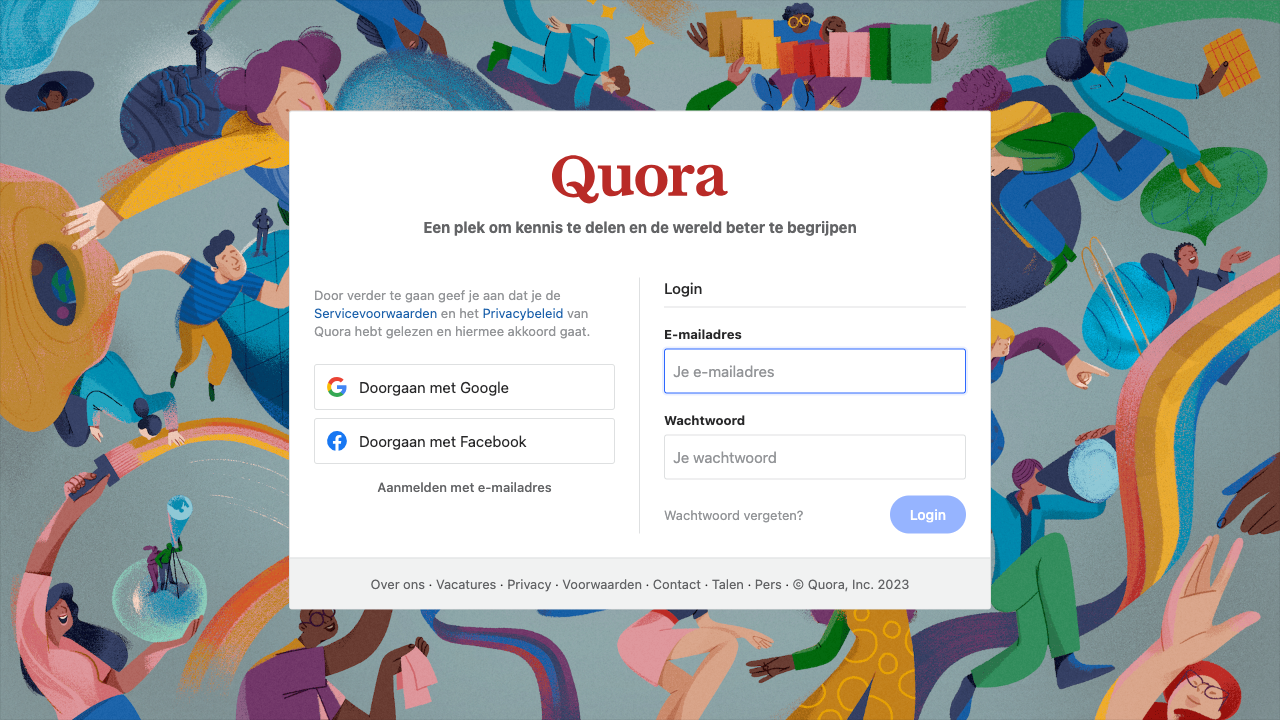 Quora
Een plek om kennis te delen en de wereld beter te begrijpen
Door verder te gaan geef je aan dat je de
Servicevoorwaarden en het Privacybeleid van
Quora hebt gelezen en hiermee akkoord gaat.
Doorgaan met Google
Doorgaan met Facebook
Aanmelden met e-mailadres
Login
E-mailadres
Je e-mailadres
Wachtwoord
Je wachtwoord
Wachtwoord vergeten?
Login
Over ons · Vacatures · Privacy · Voorwaarden · Contact · Talen · Pers · © Quora, Inc. 2023